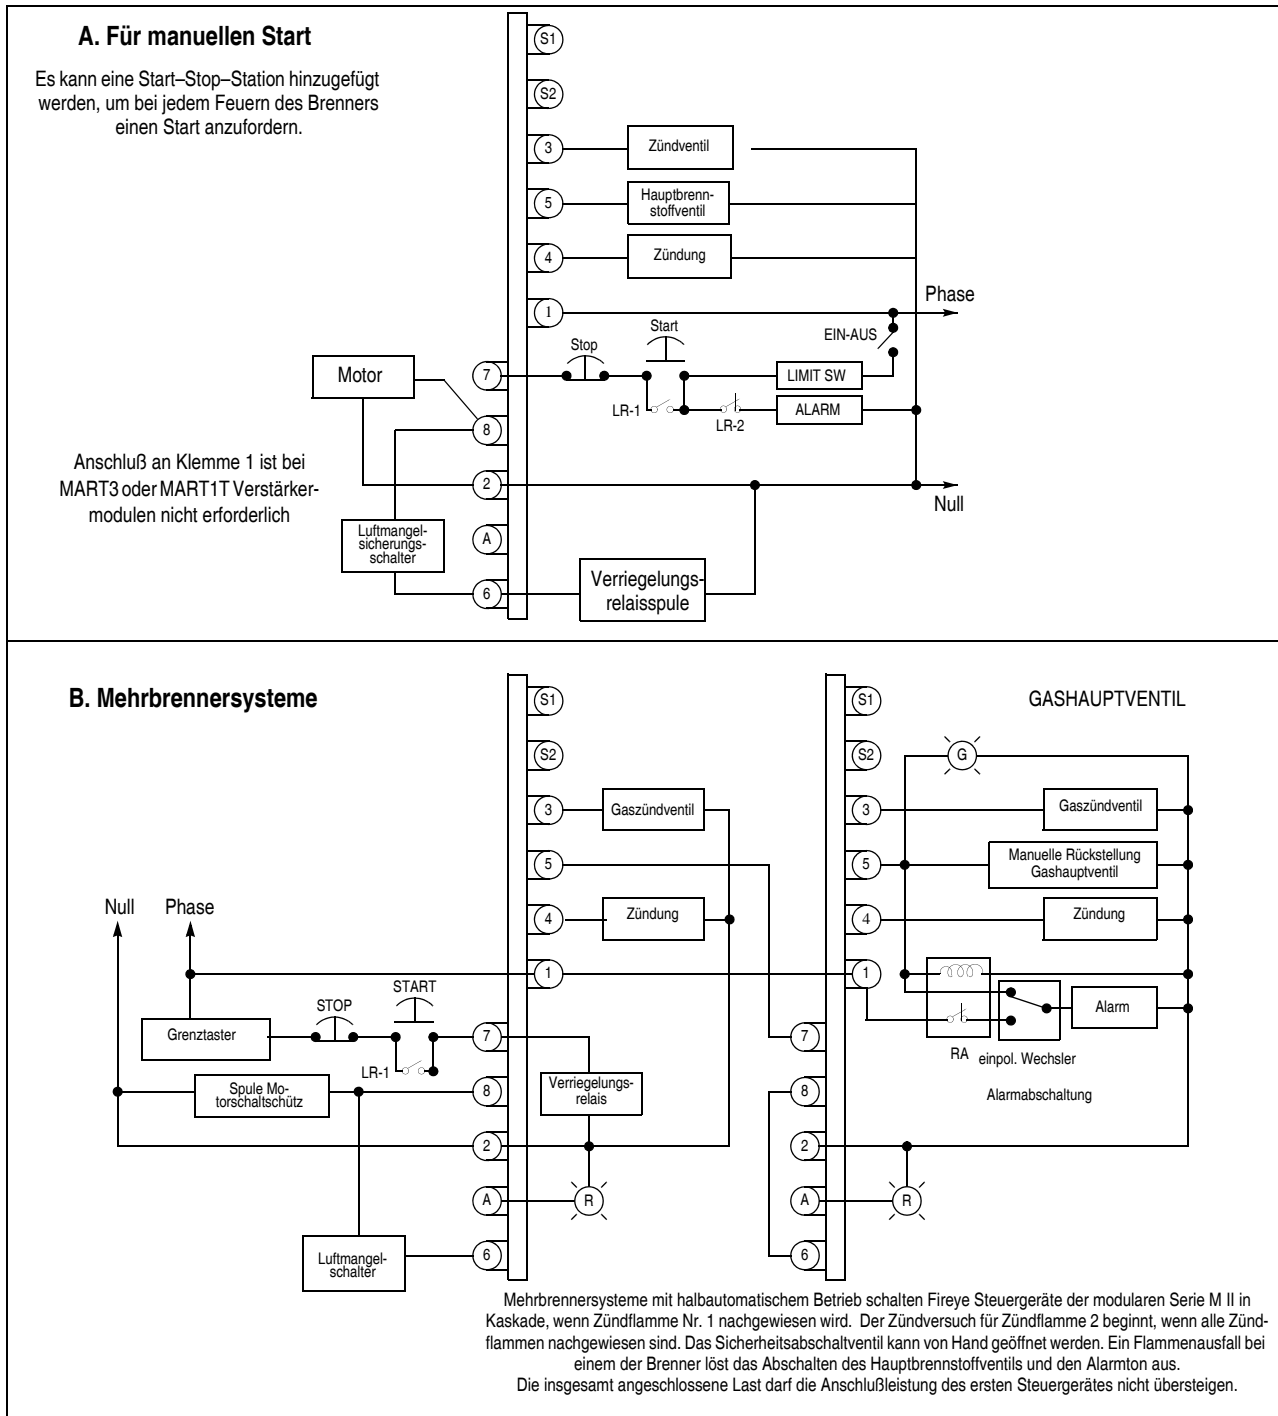 A. Für manuellen Start
Es kann eine Start–Stop–Station hinzugefügt
werden, um bei jedem Feuern des Brenners
einen Start anzufordern.
S1
S2
3
Zündventil
5
Hauptbrenn-
stoffventil
4
Zündung
1
Phase
EIN-AUS
Start
Stop
Motor
7
LIMIT SW
LR-1
LR-2
ALARM
8
Anschluß an Klemme 1 ist bei
MART3 oder MART1T Verstärker-
modulen nicht erforderlich
2
Null
Luftmangel-
sicherungs-
schalter
A
6
Verriegelungs-
relaisspule
B. Mehrbrennersysteme
S1
S2
3
Gaszündventil
5
4
Zündung
1
Null
Phase
STOP
START
Grenztaster
LR-1
7
Spule Mo-
torschaltschütz
8
Verriegelungs-
relais
2
A
R
Luftmangel-
schalter
6
GASHAUPTVENTIL
S1
S2
G
3
Gaszündventil
5
Manuelle Rückstellung
Gashauptventil
4
Zündung
1
Alarm
7
RA
einpol. Wechsler
8
Alarmabschaltung
2
A
R
6
Mehrbrennersysteme mit halbautomatischem Betrieb schalten Fireye Steuergeräte der modularen Serie M II in
Kaskade, wenn Zündflamme Nr. 1 nachgewiesen wird. Der Zündversuch für Zündflamme 2 beginnt, wenn alle Zünd-
flammen nachgewiesen sind. Das Sicherheitsabschaltventil kann von Hand geöffnet werden. Ein Flammenausfall bei
einem der Brenner löst das Abschalten des Hauptbrennstoffventils und den Alarmton aus.
Die insgesamt angeschlossene Last darf die Anschlußleistung des ersten Steuergerätes nicht übersteigen.